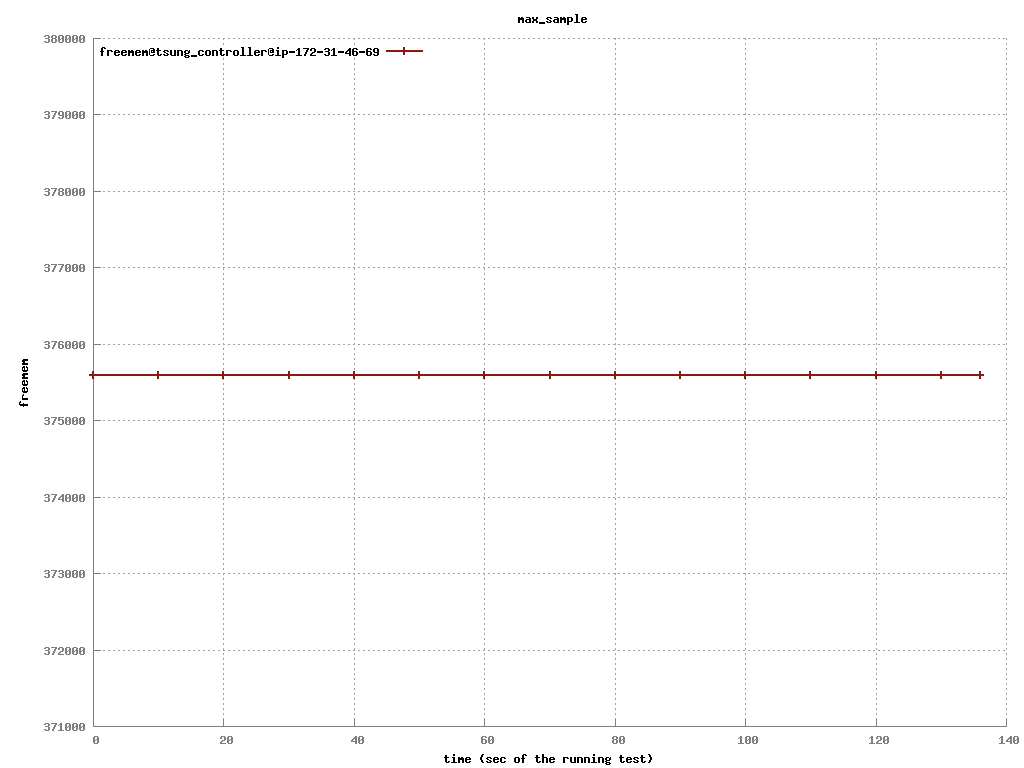 max_sample
380000
freemem@tsung_controller@ip-172-31-46-69
379000
378000
377000
376000
freemem
375000
374000
373000
372000
371000
0 20 40 60 80 100 120 140
time (sec of the running test)